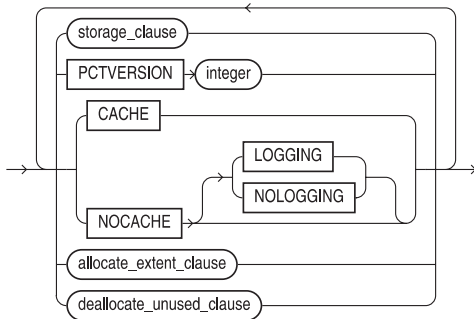 storage_clause
PCTVERSION integer
CACHE
LOGGING
NOLOGGING
NOCACHE
allocate_extent_clause
deallocate_unused_clause